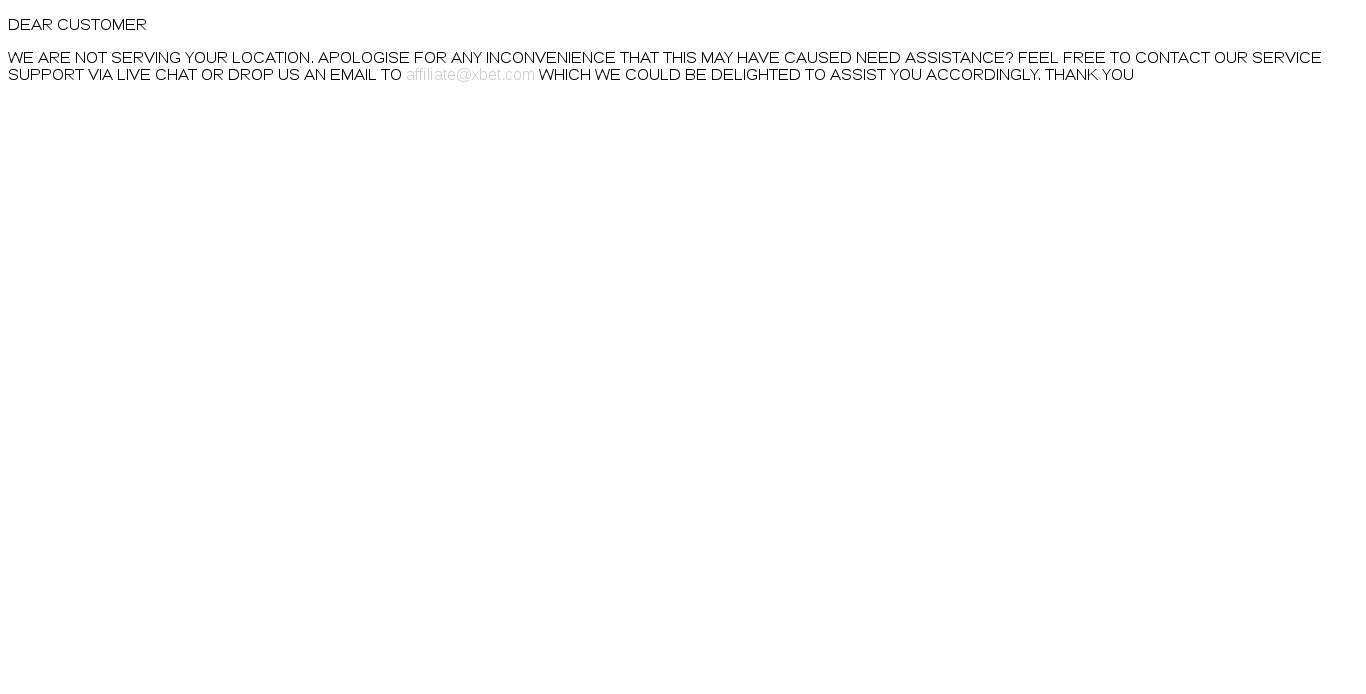 DEAR CUSTOMER
WE ARE NOT SERVING YOUR LOCATION. APOLOGISE FOR ANY INCONVENIENCE THAT THIS MAY HAVE CAUSED NEED ASSISTANCE? FEEL FREE TO CONTACT OUR SERVICE
SUPPORT VIA LIVE CHAT OR DROP US AN EMAIL TO affiliate@xbet.com WHICH WE COULD BE DELIGHTED TO ASSIST YOU ACCORDINGLY. THANK YOU